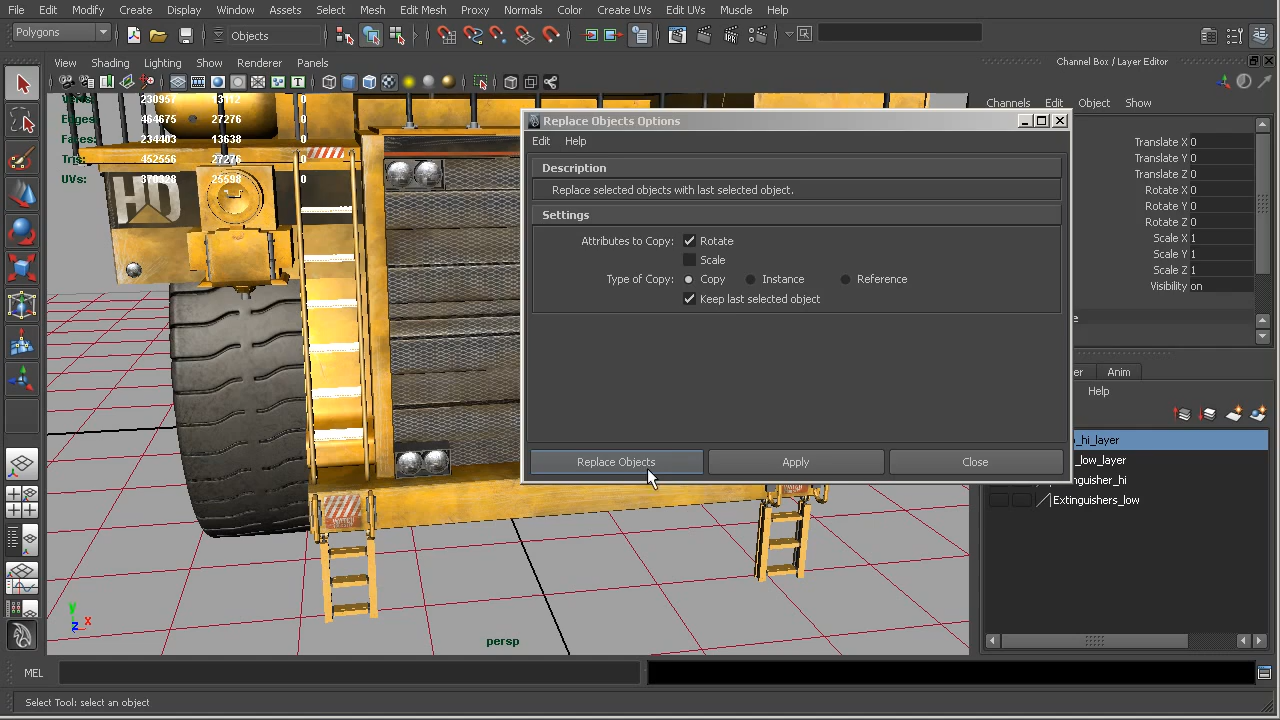 File Edit Modify Create Display Window Assets Select Mesh Edit Mesh Proxy Normals Color Create UVs Edit UVs Muscle Help
Polygons Objects
View Shading Lighting Show Renderer Panels
Channel Box / Layer Editor
Channels Edit Object Show
Verts: 230957 13112 0
Edges: 464675 27276 0
Faces: 234403 13638 0
Tris: 452556 27276 0
UVs: 25598 0
HD
Replace Objects Options
Edit Help
Description
Replace selected objects with last selected object.
Settings
Attributes to Copy: Rotate
Scale
Type of Copy: Copy Instance Reference
Keep last selected object
Replace Objects Apply Close
Translate X 0
Translate Y 0
Translate Z 0
Rotate X 0
Rotate Y 0
Rotate Z 0
Scale X 1
Scale Y 1
Scale Z 1
Visibility on
Anim
Help
_hi_layer
_low_layer
nguisher_hi
Extinguishers_low
WATCH
y
x
z
persp
MEL
Select Tool: select an object